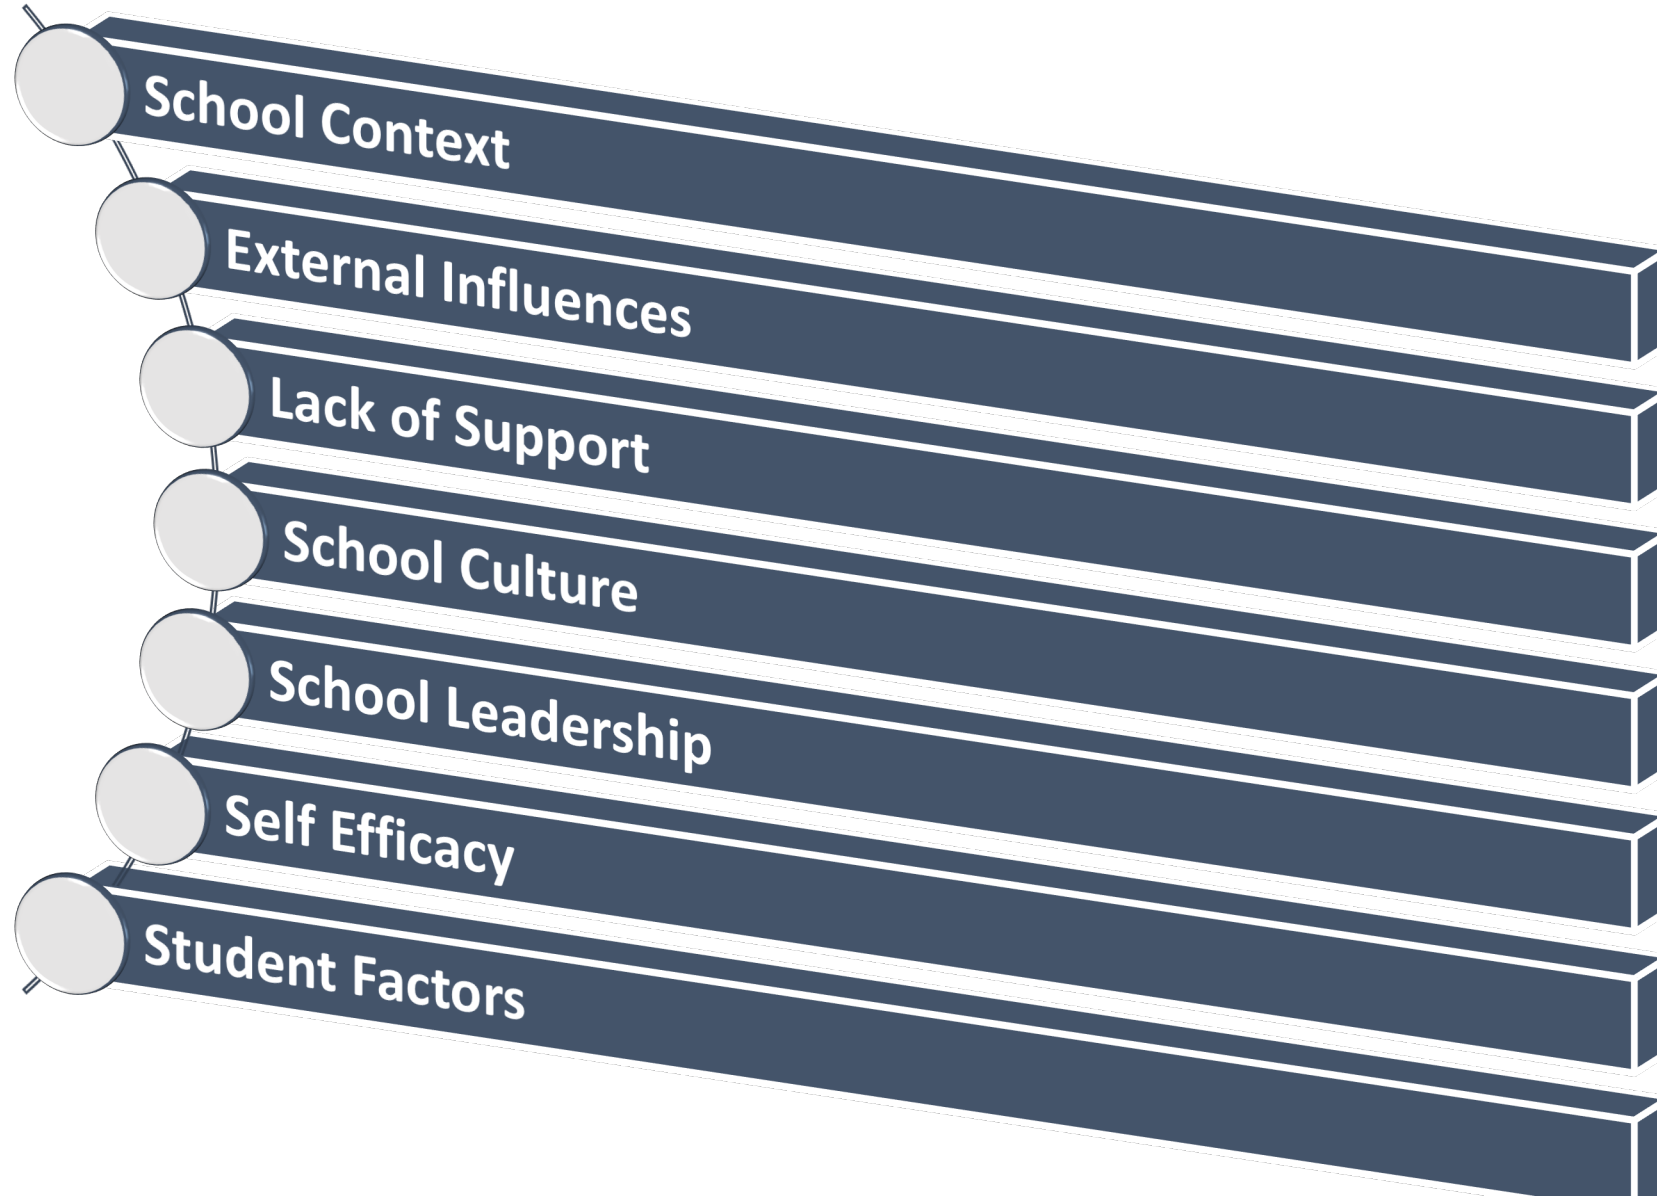 School Context
External Influences
Lack of Support
School Culture
School Leadership
Self Efficacy
Student Factors